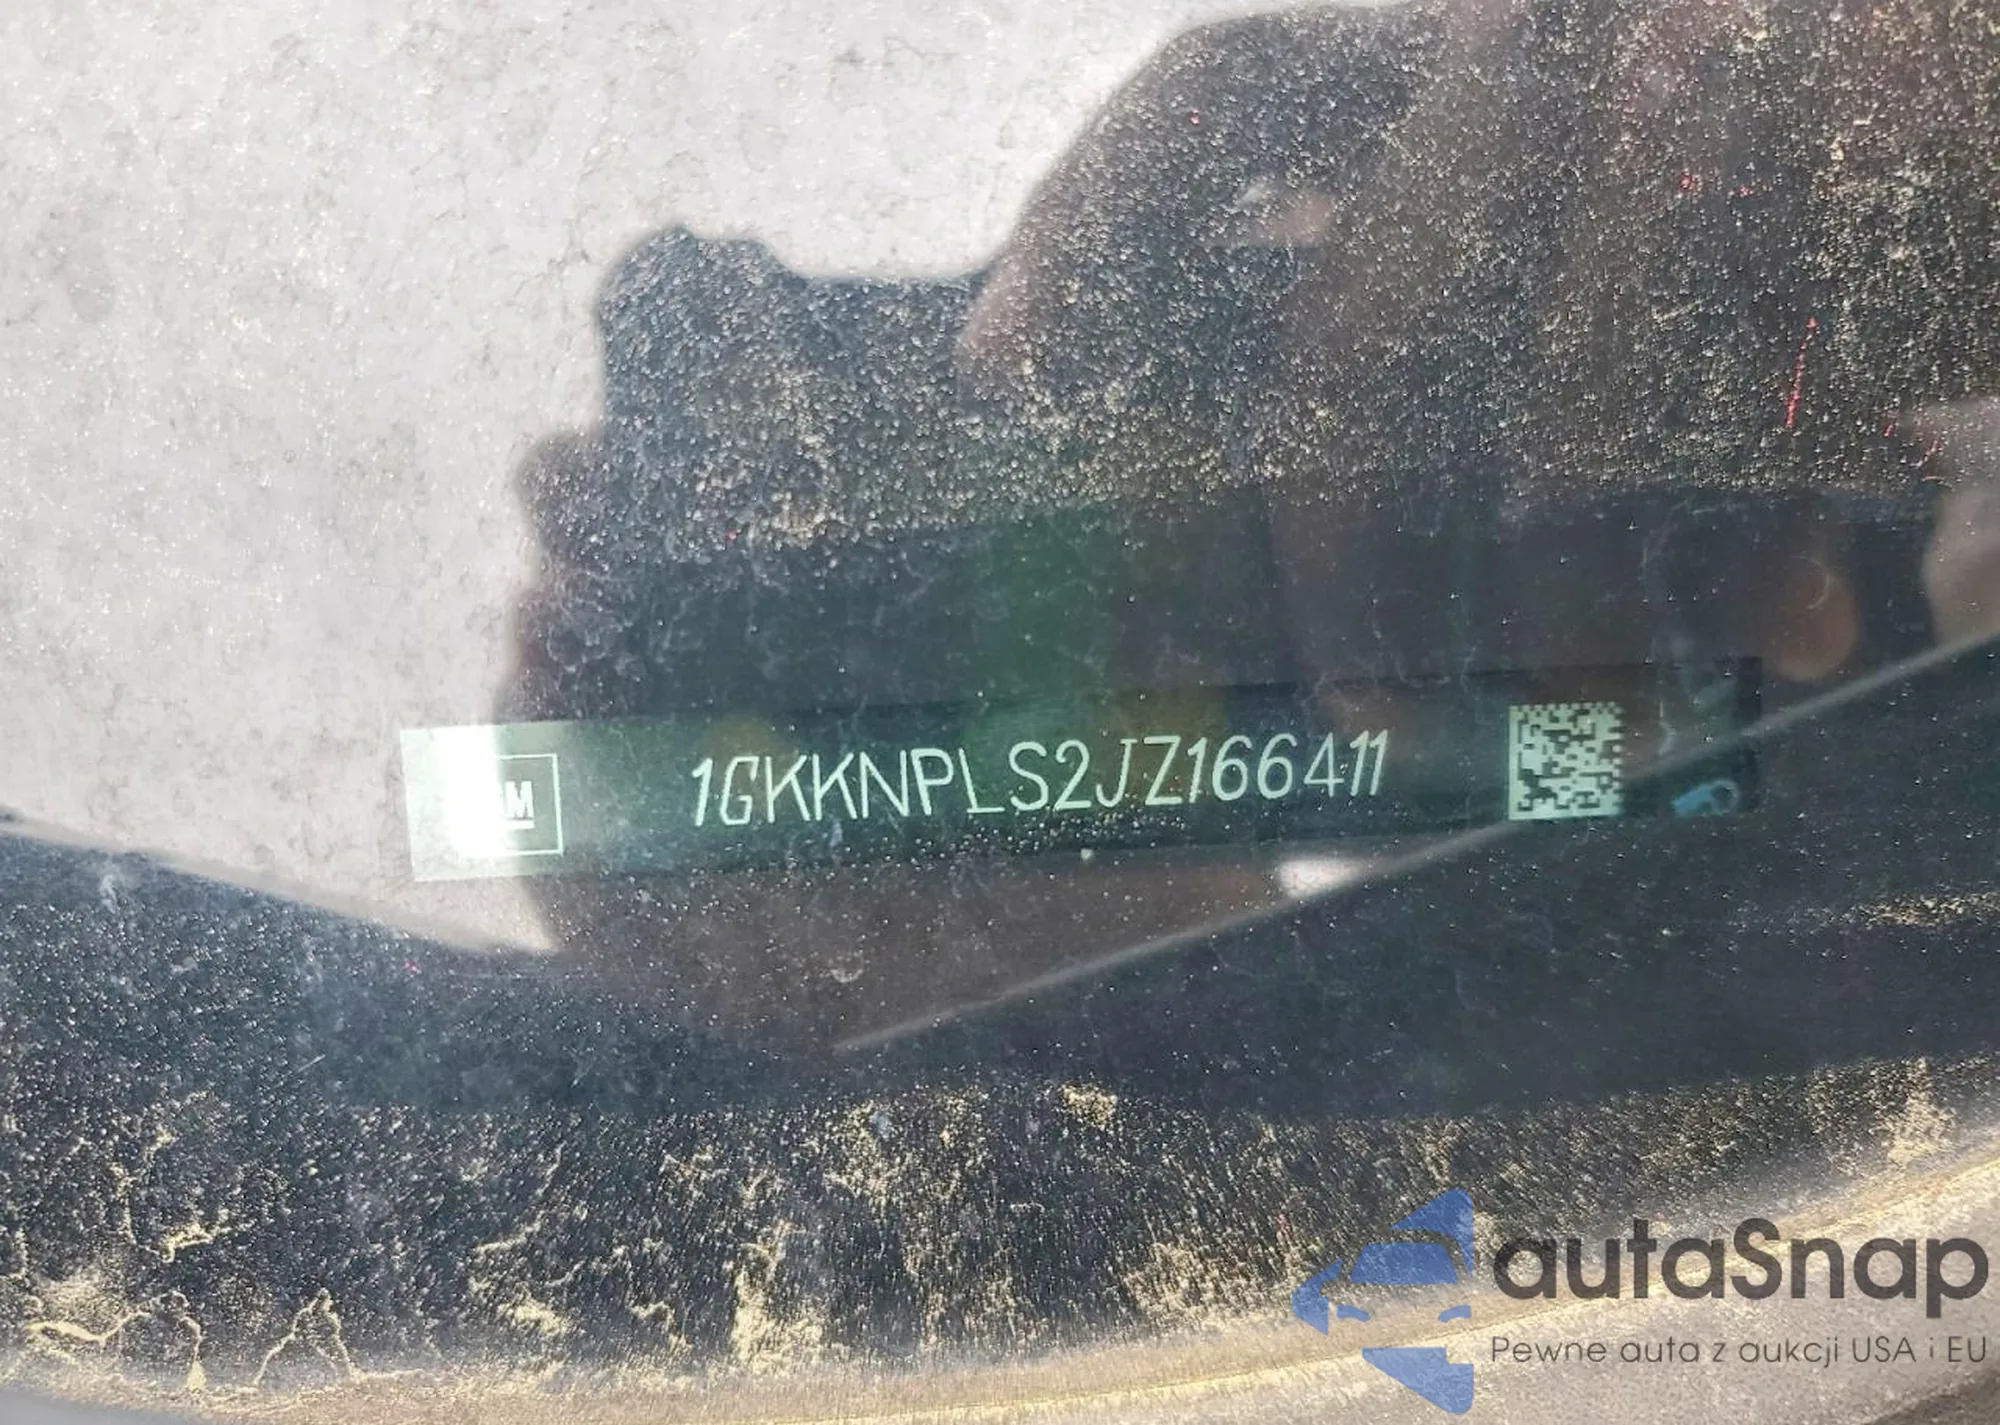 GM
1GKKNPLS2JZ166411
autaSnap
Pewne auta z aukcji USA i EU